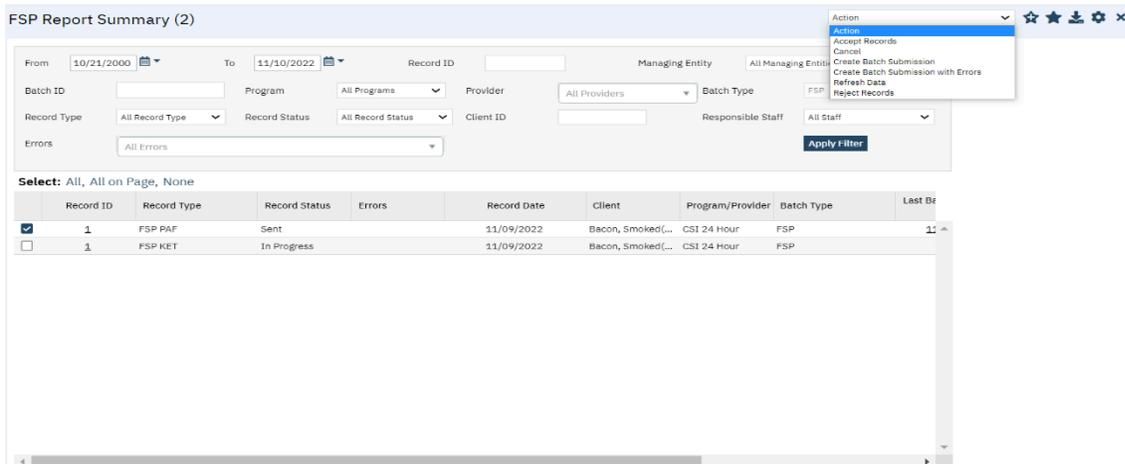 FSP Report Summary (2)
Action
Action
Accept Records
Cancel
Create Batch Submission
Create Batch Submission with Errors
Refresh Data
Reject Records
From 10/21/2000 To 11/10/2022 Record ID Managing Entity All Managing Entitie
Batch ID Program All Programs Provider All Providers Batch Type FSP
Record Type All Record Type Record Status All Record Status Client ID Responsible Staff All Staff
Errors All Errors Apply Filter
Select: All, All on Page, None
Record ID Record Type Record Status Errors Record Date Client Program/Provider Batch Type Last Ba
1 FSP PAF Sent 11/09/2022 Bacon, Smoked(... CSI 24 Hour FSP 11
1 FSP KET In Progress 11/09/2022 Bacon, Smoked(... CSI 24 Hour FSP